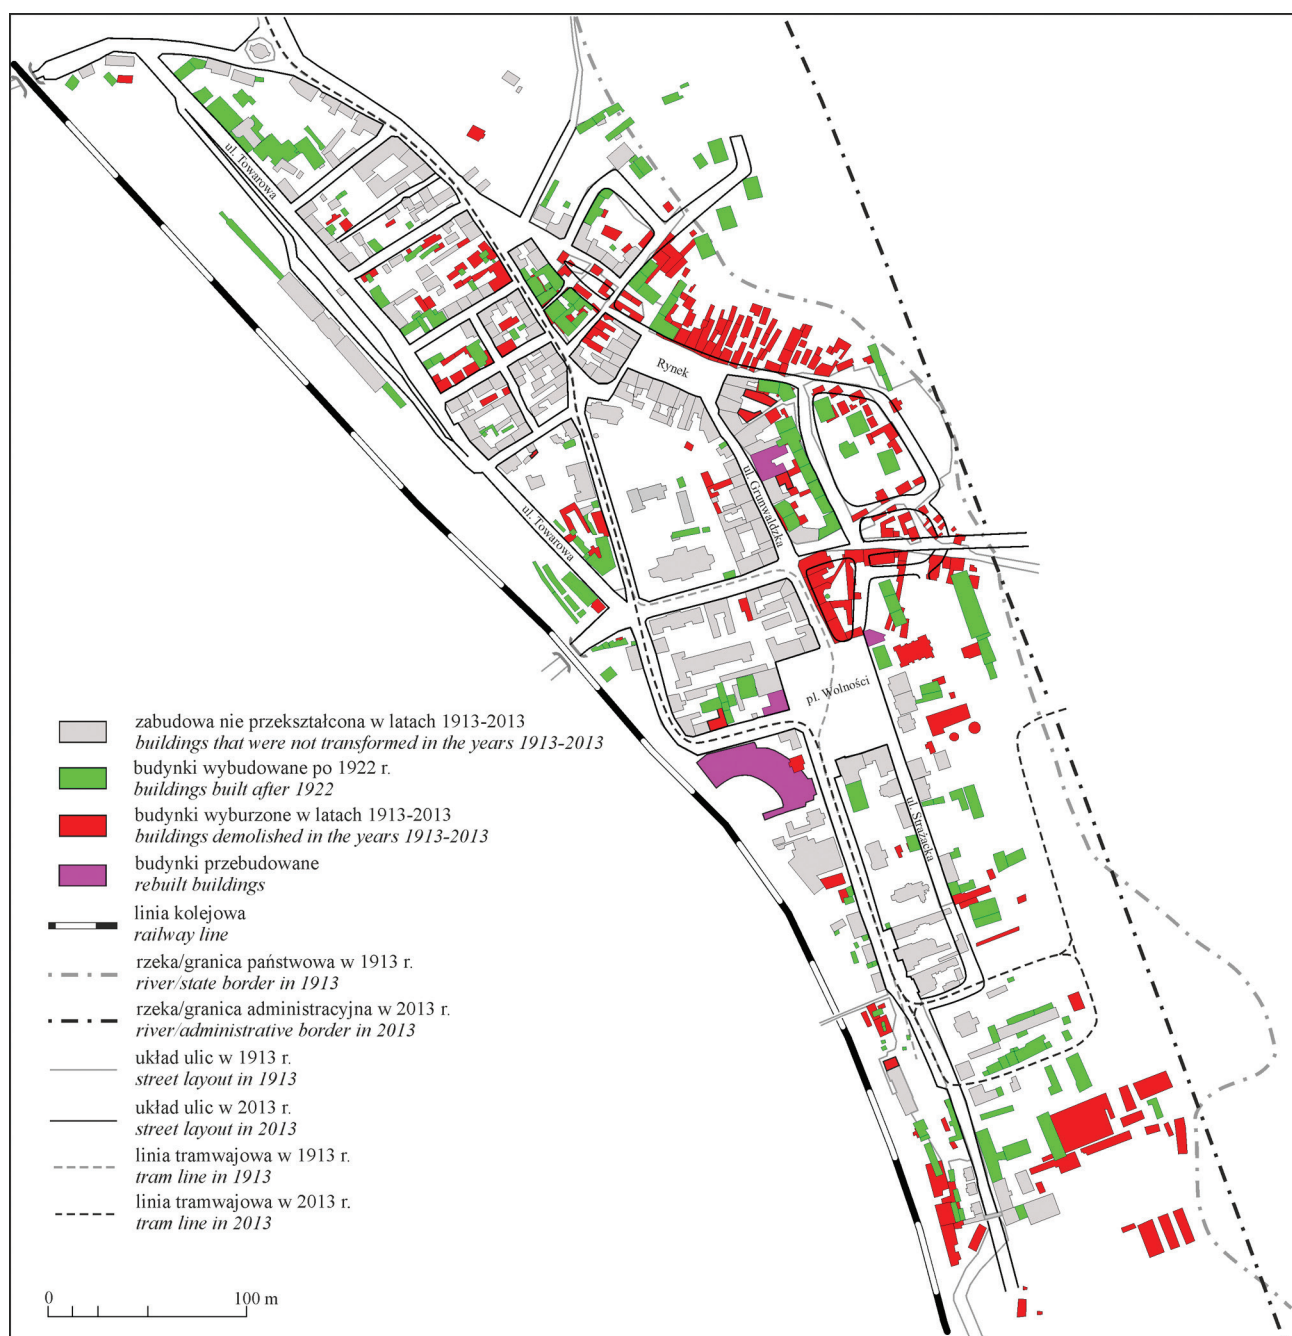 ul. Towarowa
Rynek
ul. Grunwaldzka
ul. Towarowa
pl. Wolności
ul. Strażacka
zabudowa nie przekształcona w latach 1913-2013
buildings that were not transformed in the years 1913-2013
budynki wybudowane po 1922 r.
buildings built after 1922
budynki wyburzone w latach 1913-2013
buildings demolished in the years 1913-2013
budynki przebudowane
rebuilt buildings
linia kolejowa
railway line
rzeka/granica państwowa w 1913 r.
river/state border in 1913
rzeka/granica administracyjna w 2013 r.
river/administrative border in 2013
układ ulic w 1913 r.
street layout in 1913
układ ulic w 2013 r.
street layout in 2013
linia tramwajowa w 1913 r.
tram line in 1913
linia tramwajowa w 2013 r.
tram line in 2013
0 100 m